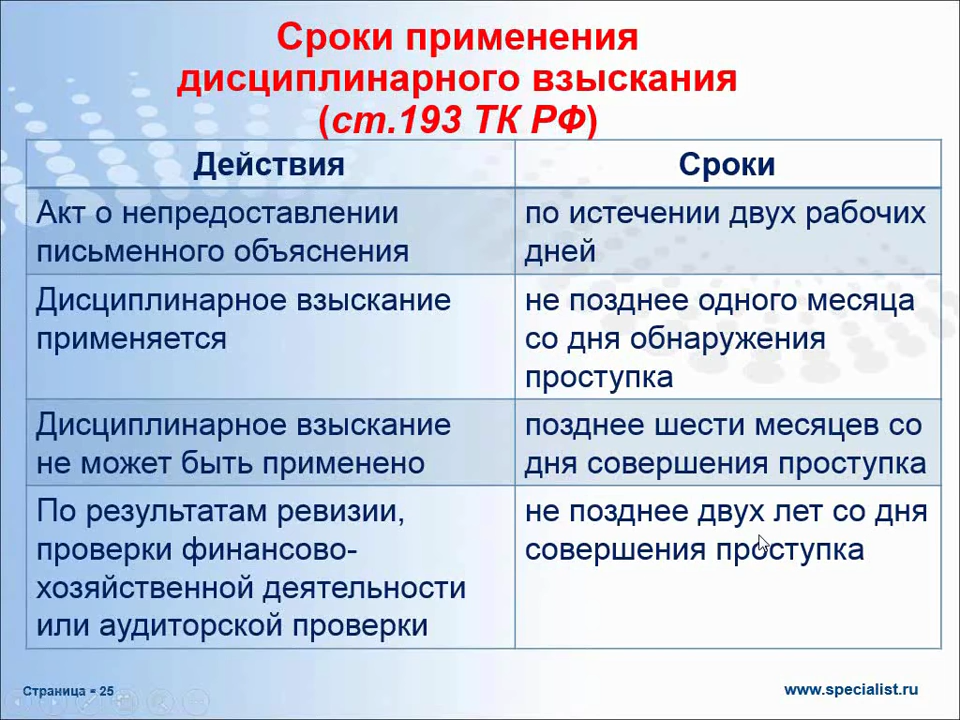 Сроки применения
дисциплинарного взыскания
(ст.193 ТК РФ)
Действия
Сроки
Акт о непредоставлении
письменного объяснения
по истечении двух рабочих
дней
Дисциплинарное взыскание
применяется
не позднее одного месяца
со дня обнаружения
проступка
Дисциплинарное взыскание
не может быть применено
позднее шести месяцев со
дня совершения проступка
По результатам ревизии,
проверки финансово-
хозяйственной деятельности
или аудиторской проверки
не позднее двух лет со дня
совершения проступка
Страница ▪ 25
www.specialist.ru